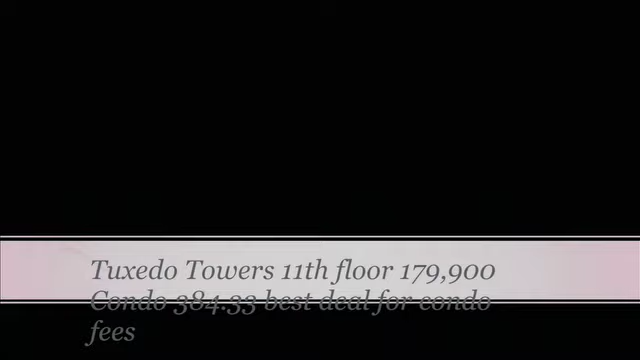 Tuxedo Towers 11th floor 179,900
Condo 384.33 best deal for condo
fees